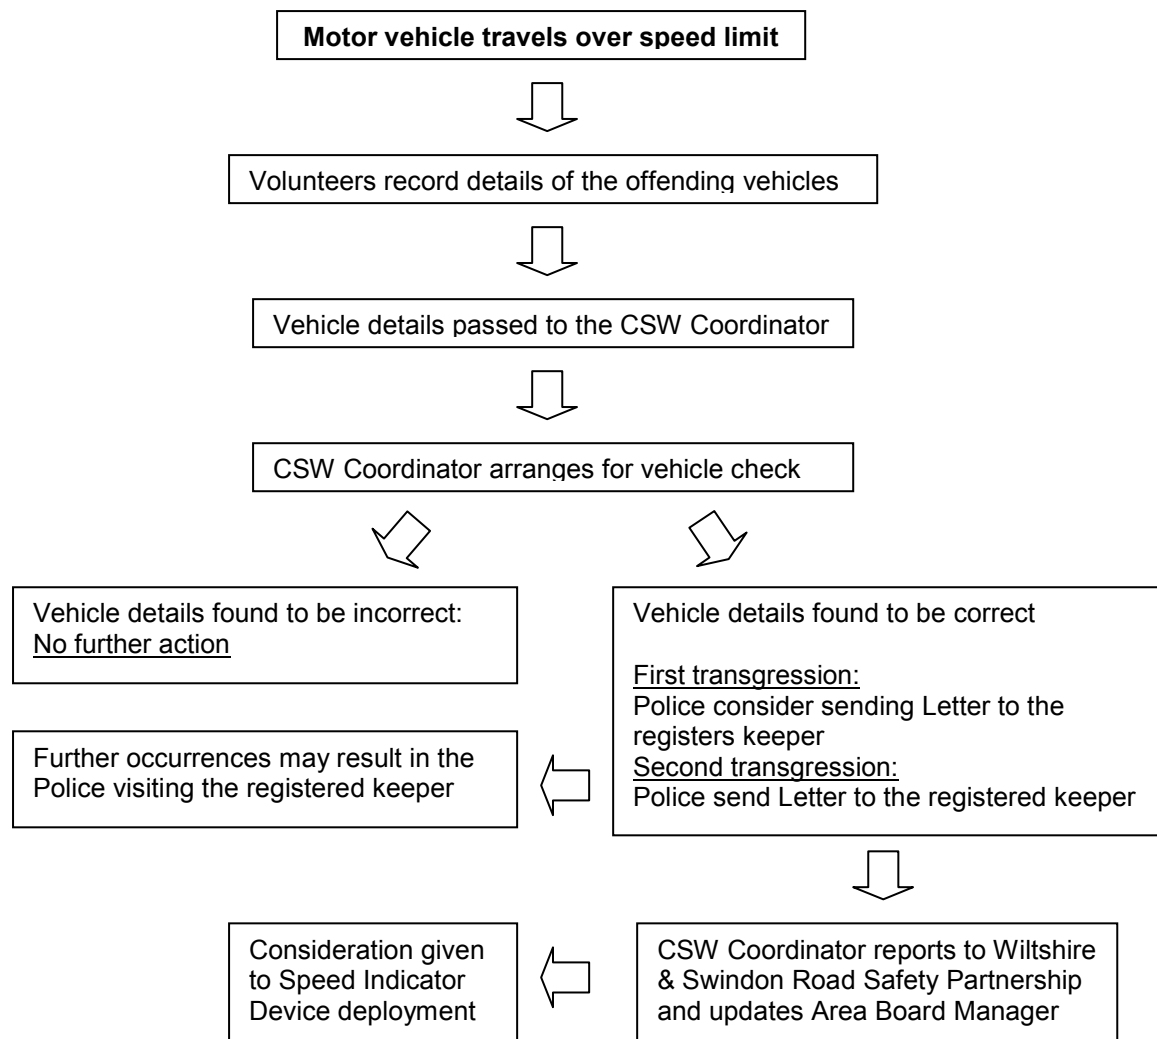 Motor vehicle travels over speed limit
Volunteers record details of the offending vehicles
Vehicle details passed to the CSW Coordinator
CSW Coordinator arranges for vehicle check
Vehicle details found to be incorrect:
No further action
Vehicle details found to be correct
First transgression:
Police consider sending Letter to the
registers keeper
Second transgression:
Police send Letter to the registered keeper
Further occurrences may result in the
Police visiting the registered keeper
CSW Coordinator reports to Wiltshire
& Swindon Road Safety Partnership
and updates Area Board Manager
Consideration given
to Speed Indicator
Device deployment